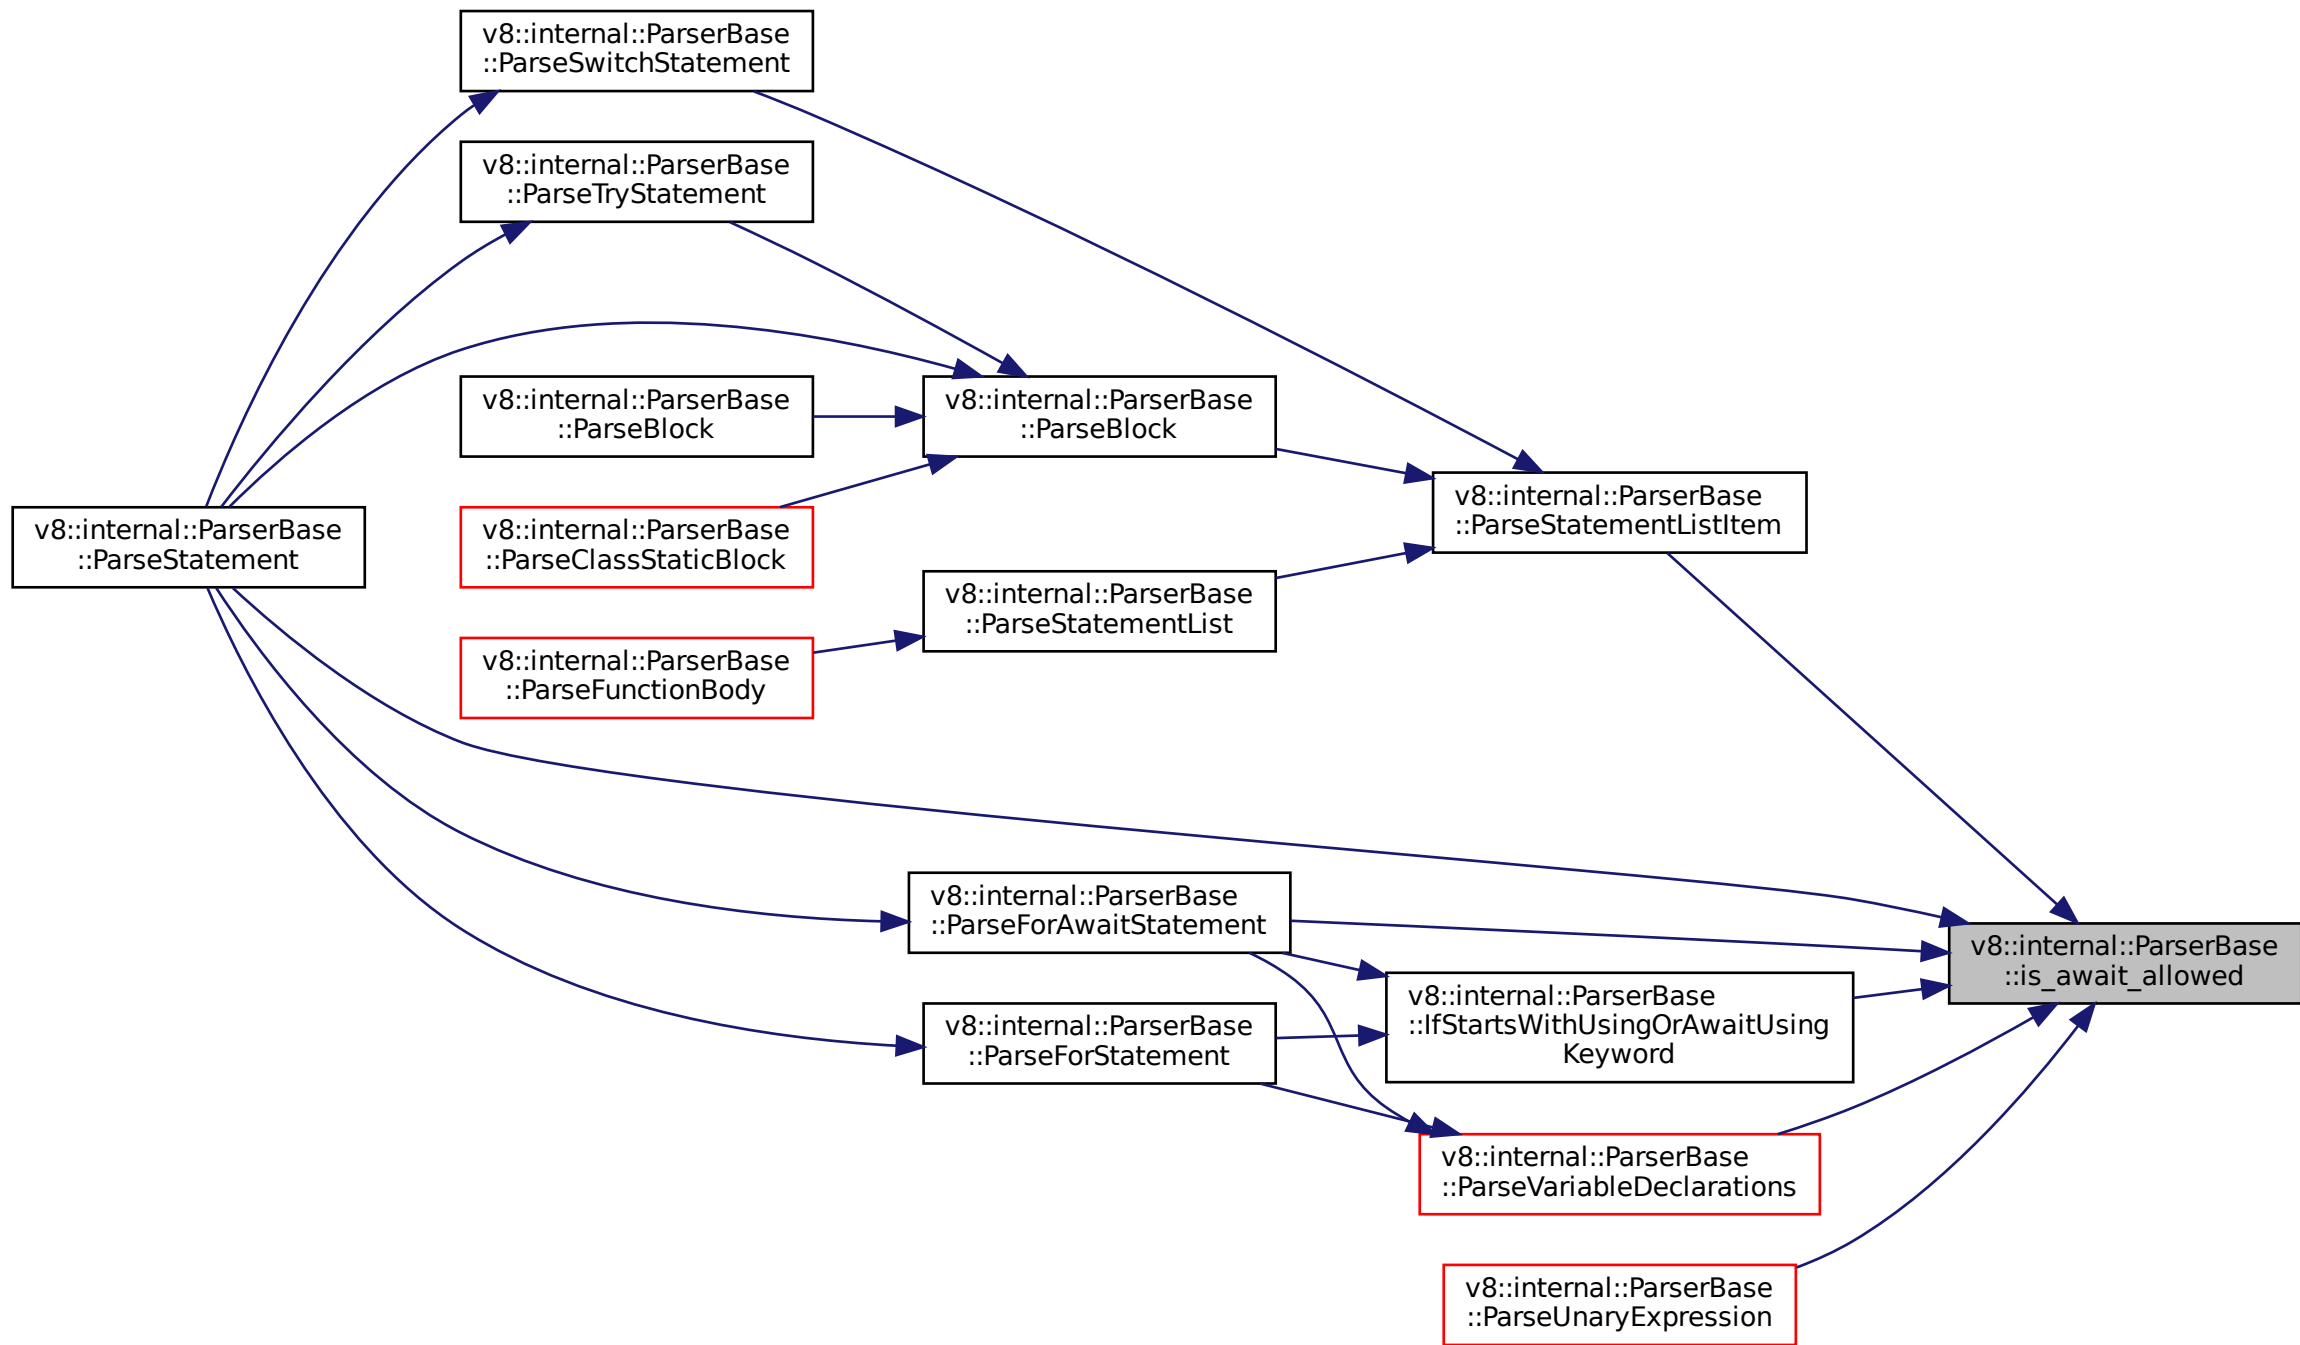 v8::internal::ParserBase
::ParseSwitchStatement
v8::internal::ParserBase
::ParseTryStatement
v8::internal::ParserBase
::ParseBlock
v8::internal::ParserBase
::ParseBlock
v8::internal::ParserBase
::ParseStatementListItem
v8::internal::ParserBase
::ParseStatement
v8::internal::ParserBase
::ParseClassStaticBlock
v8::internal::ParserBase
::ParseStatementList
v8::internal::ParserBase
::ParseFunctionBody
v8::internal::ParserBase
::ParseForAwaitStatement
v8::internal::ParserBase
::is_await_allowed
v8::internal::ParserBase
::IfStartsWithUsingOrAwaitUsing
Keyword
v8::internal::ParserBase
::ParseForStatement
v8::internal::ParserBase
::ParseVariableDeclarations
v8::internal::ParserBase
::ParseUnaryExpression